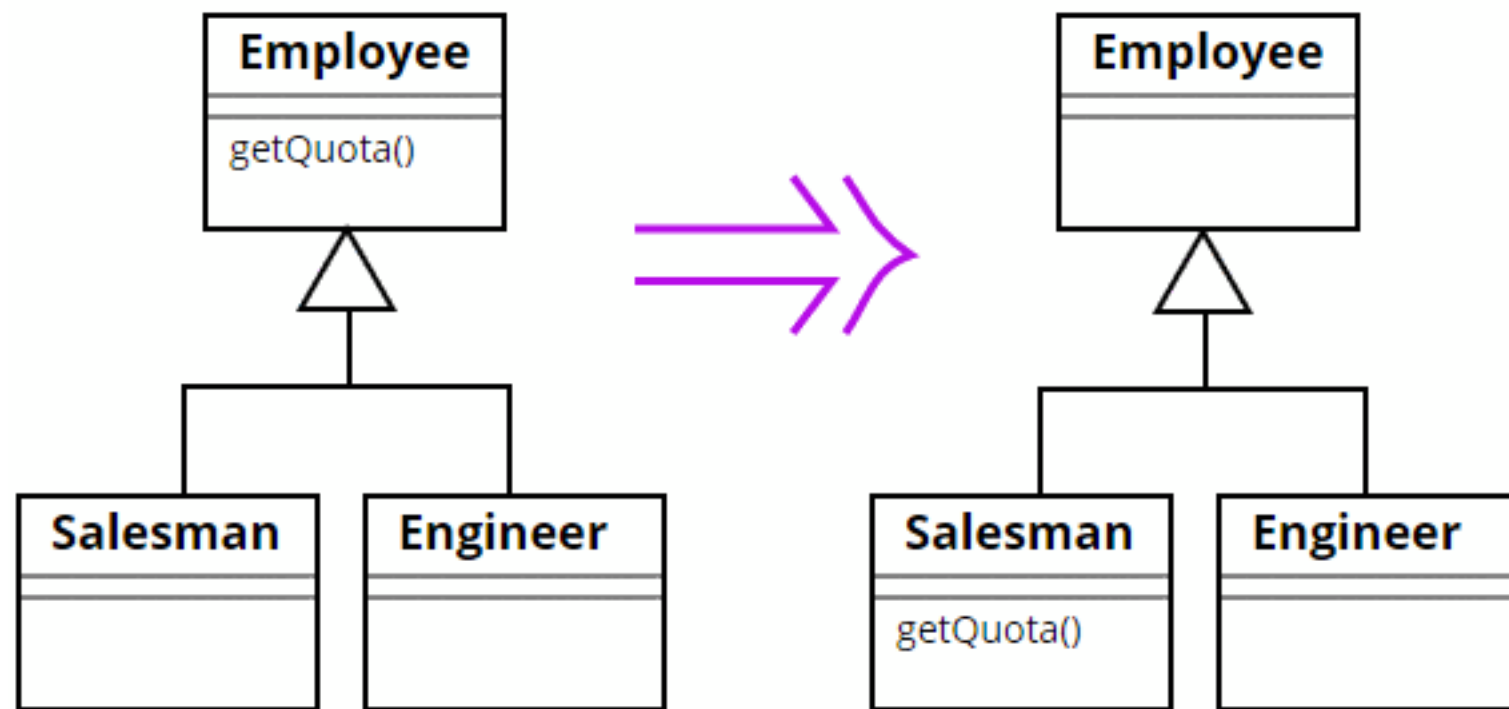 Employee
getQuota()
Salesman
Engineer
Employee
Salesman
getQuota()
Engineer